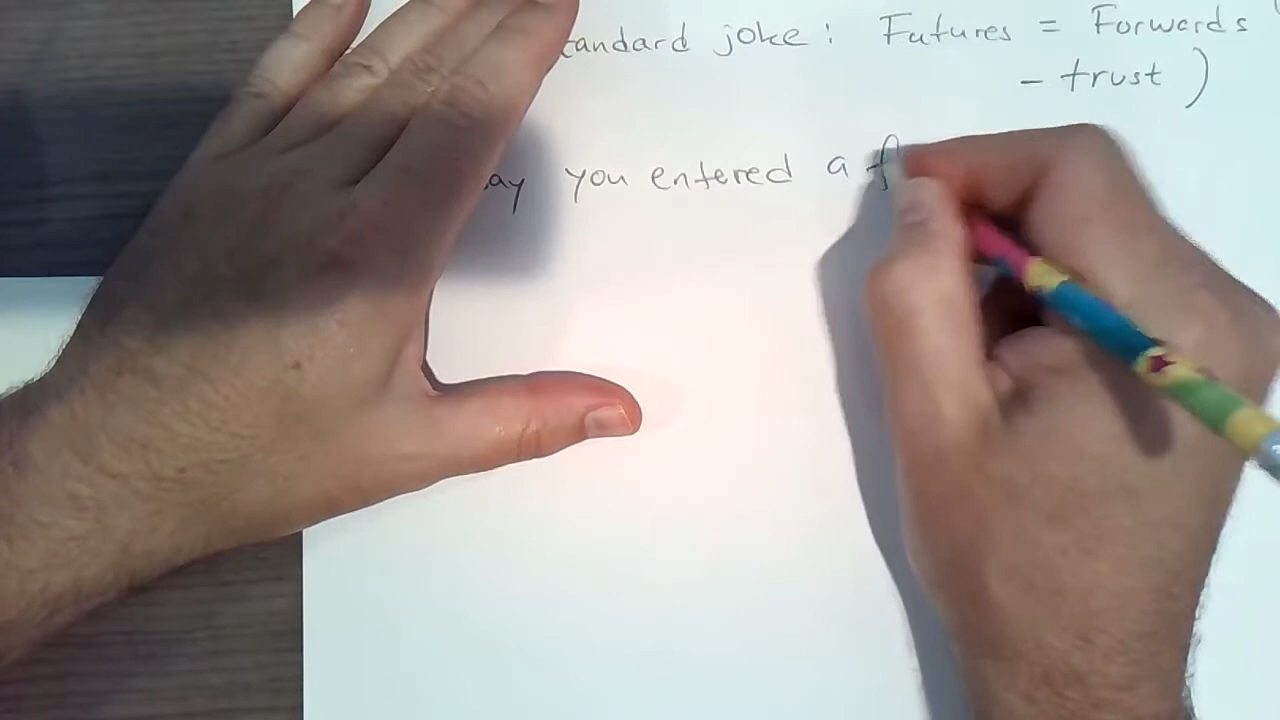 tandard joke: Futures = Forwards
- trust )
ay you entered a f